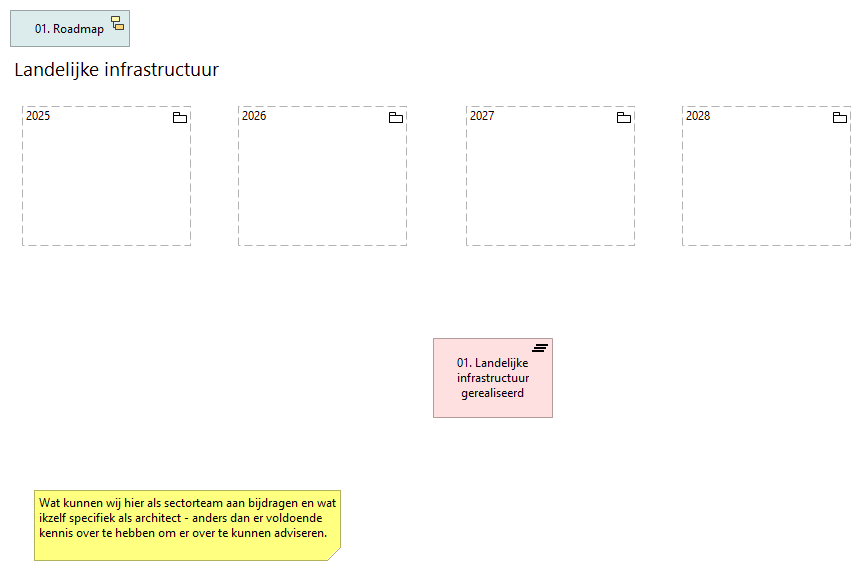 01. Roadmap
Landelijke infrastructuur
2025
2026
2027
2028
01. Landelijke
infrastructuur
gerealiseerd
Wat kunnen wij hier als sectorteam aan bijdragen en wat
ikzelf specifiek als architect - anders dan er voldoende
kennis over te hebben om er over te kunnen adviseren.